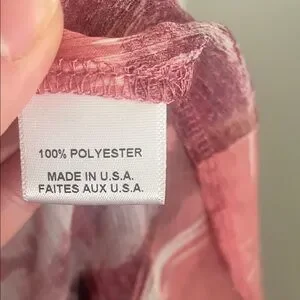 100% POLYESTER
MADE IN U.S.A.
FAITES AUX U.S.A.